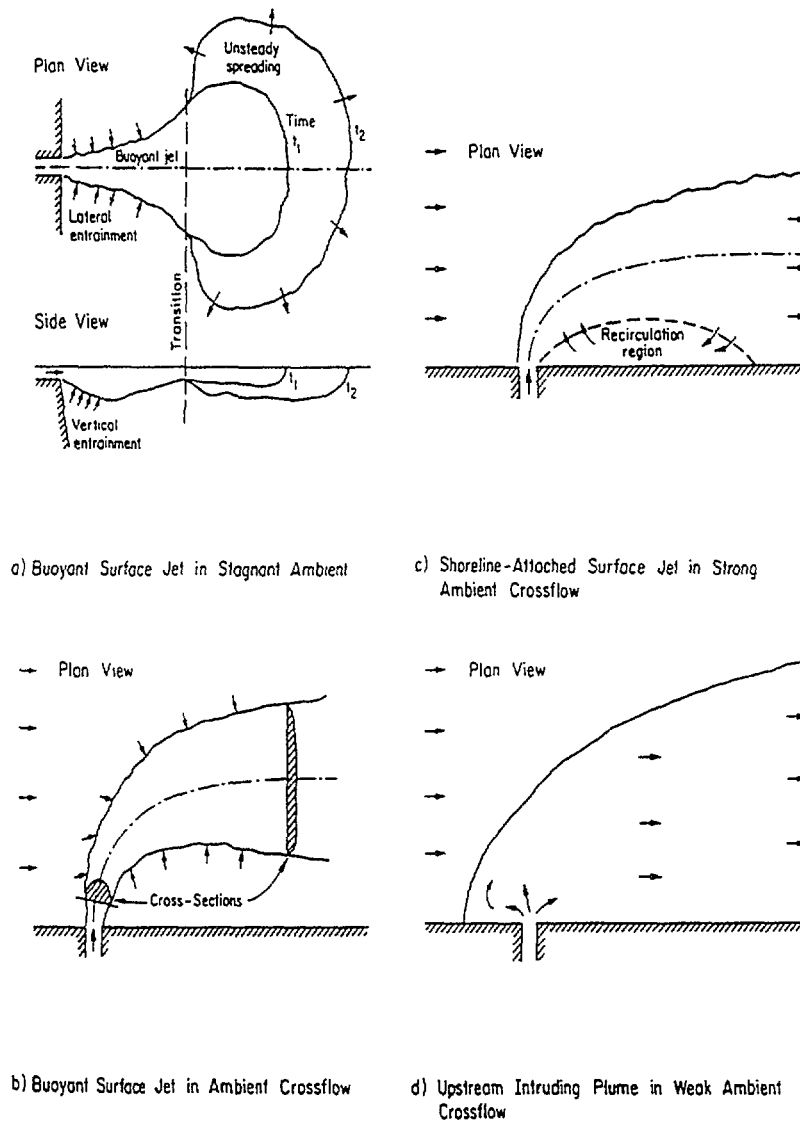 Plan View
Unsteady
spreading
Time
t1
t2
Buoyant jet
Lateral
entrainment
Transition
Side View
t1
t2
Vertical
entrainment
a) Buoyant Surface Jet in Stagnant Ambient
Plan View
Recirculation
region
c) Shoreline-Attached Surface Jet in Strong
Ambient Crossflow
Plan View
Cross-Sections
b) Buoyant Surface Jet in Ambient Crossflow
Plan View
d) Upstream Intruding Plume in Weak Ambient
Crossflow